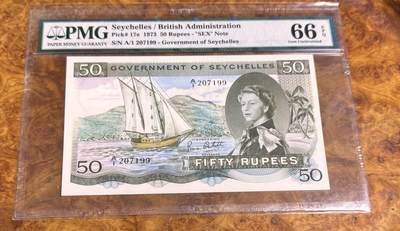 PMG
PAPER MONEY GUARANTY
Seychelles / British Administration
Pick# 17e 1973 50 Rupees - "SEX" Note
S/N A/1 207199 - Government of Seychelles
66 EPQ
Gem Uncirculated
50 GOVERNMENT OF SEYCHELLES 50
A/1 207199
50 A/1 207199
FIFTY RUPEES 50